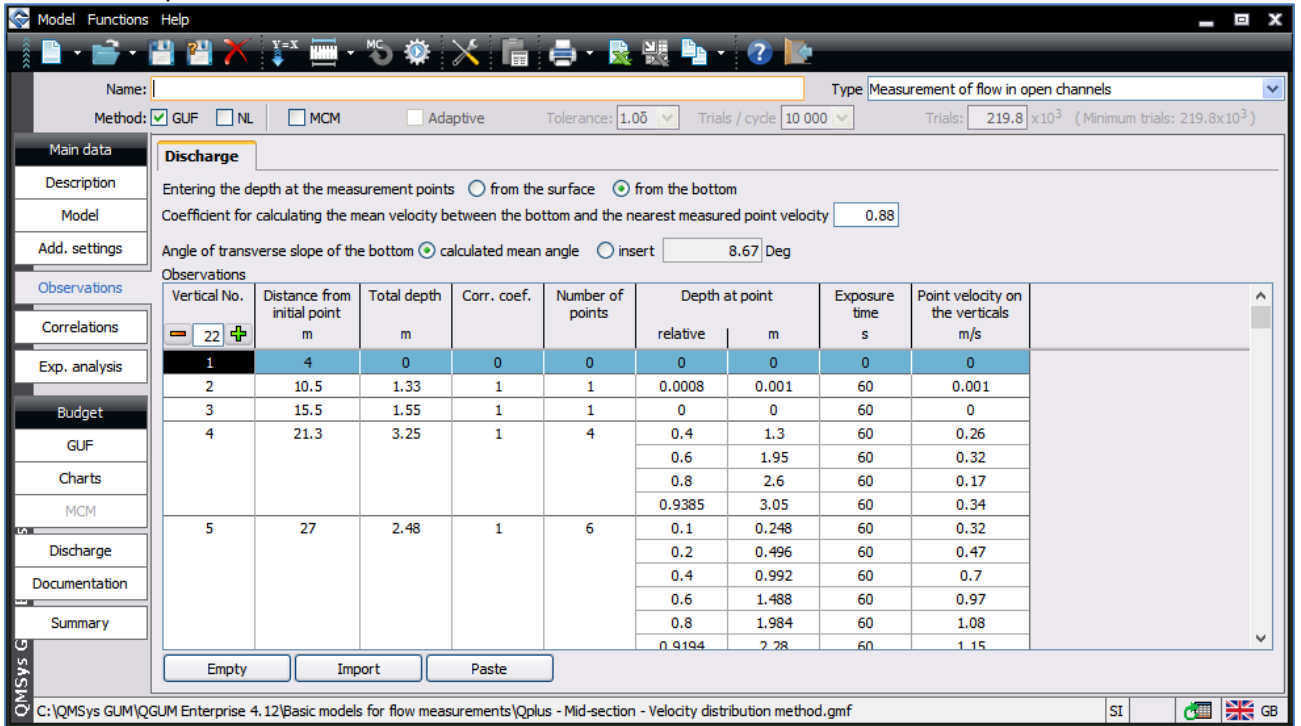 Model Functions Help
Y=X MC
Name: Type Measurement of flow in open channels
Method: GUF NL MCM Adaptive Tolerance: 1.0δ Trials / cycle 10 000 Trials: 219.8 x10³ (Minimum trials: 219.8x10³)
Main data
Description
Model
Add. settings
Observations
Correlations
Exp. analysis
Budget
GUF
Charts
MCM
Discharge
Documentation
Summary
QMSys G
Discharge
Entering the depth at the measurement points from the surface from the bottom
Coefficient for calculating the mean velocity between the bottom and the nearest measured point velocity 0.88
Angle of transverse slope of the bottom calculated mean angle insert 8.67 Deg
Observations
Vertical No. Distance from initial point Total depth Corr. coef. Number of points Depth at point Exposure time Point velocity on the verticals
22 m m relative m s m/s
1 4 0 0 0 0 0 0 0
2 10.5 1.33 1 1 0.0008 0.001 60 0.001
3 15.5 1.55 1 1 0 0 60 0
4 21.3 3.25 1 4 0.4 1.3 60 0.26
0.6 1.95 60 0.32
0.8 2.6 60 0.17
0.9385 3.05 60 0.34
5 27 2.48 1 6 0.1 0.248 60 0.32
0.2 0.496 60 0.47
0.4 0.992 60 0.7
0.6 1.488 60 0.97
0.8 1.984 60 1.08
0.9194 2.28 60 1.15
Empty Import Paste
C:\QMSys GUM\QGUM Enterprise 4.12\Basic models for flow measurements\Qplus - Mid-section - Velocity distribution method.gmf SI GB